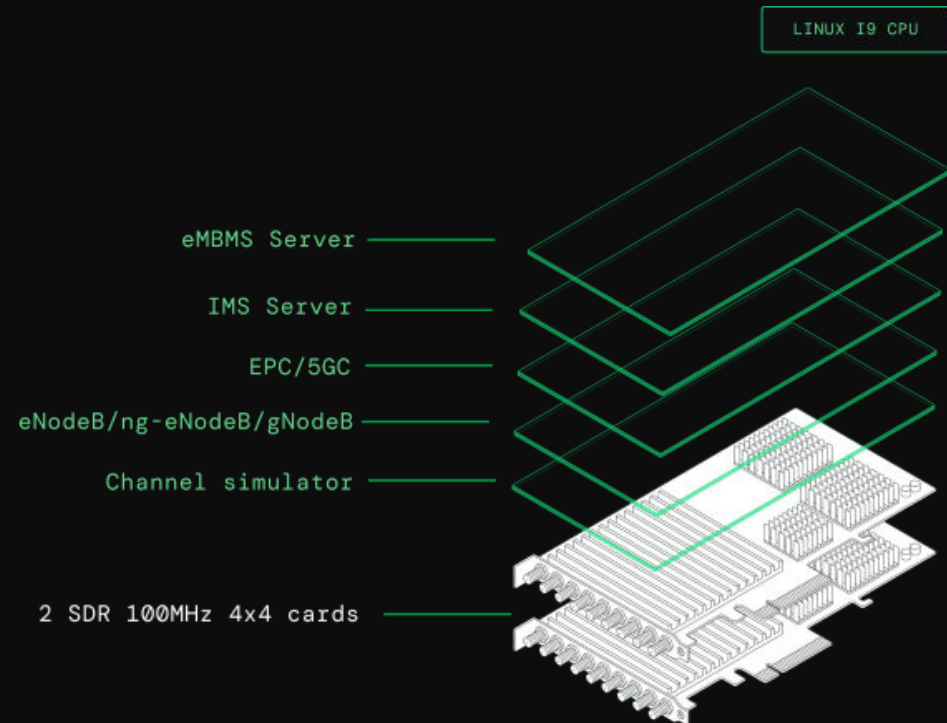 LINUX I9 CPU
eMBMS Server
IMS Server
EPC/5GC
eNodeB/ng-eNodeB/gNodeB
Channel simulator
2 SDR 100MHz 4x4 cards